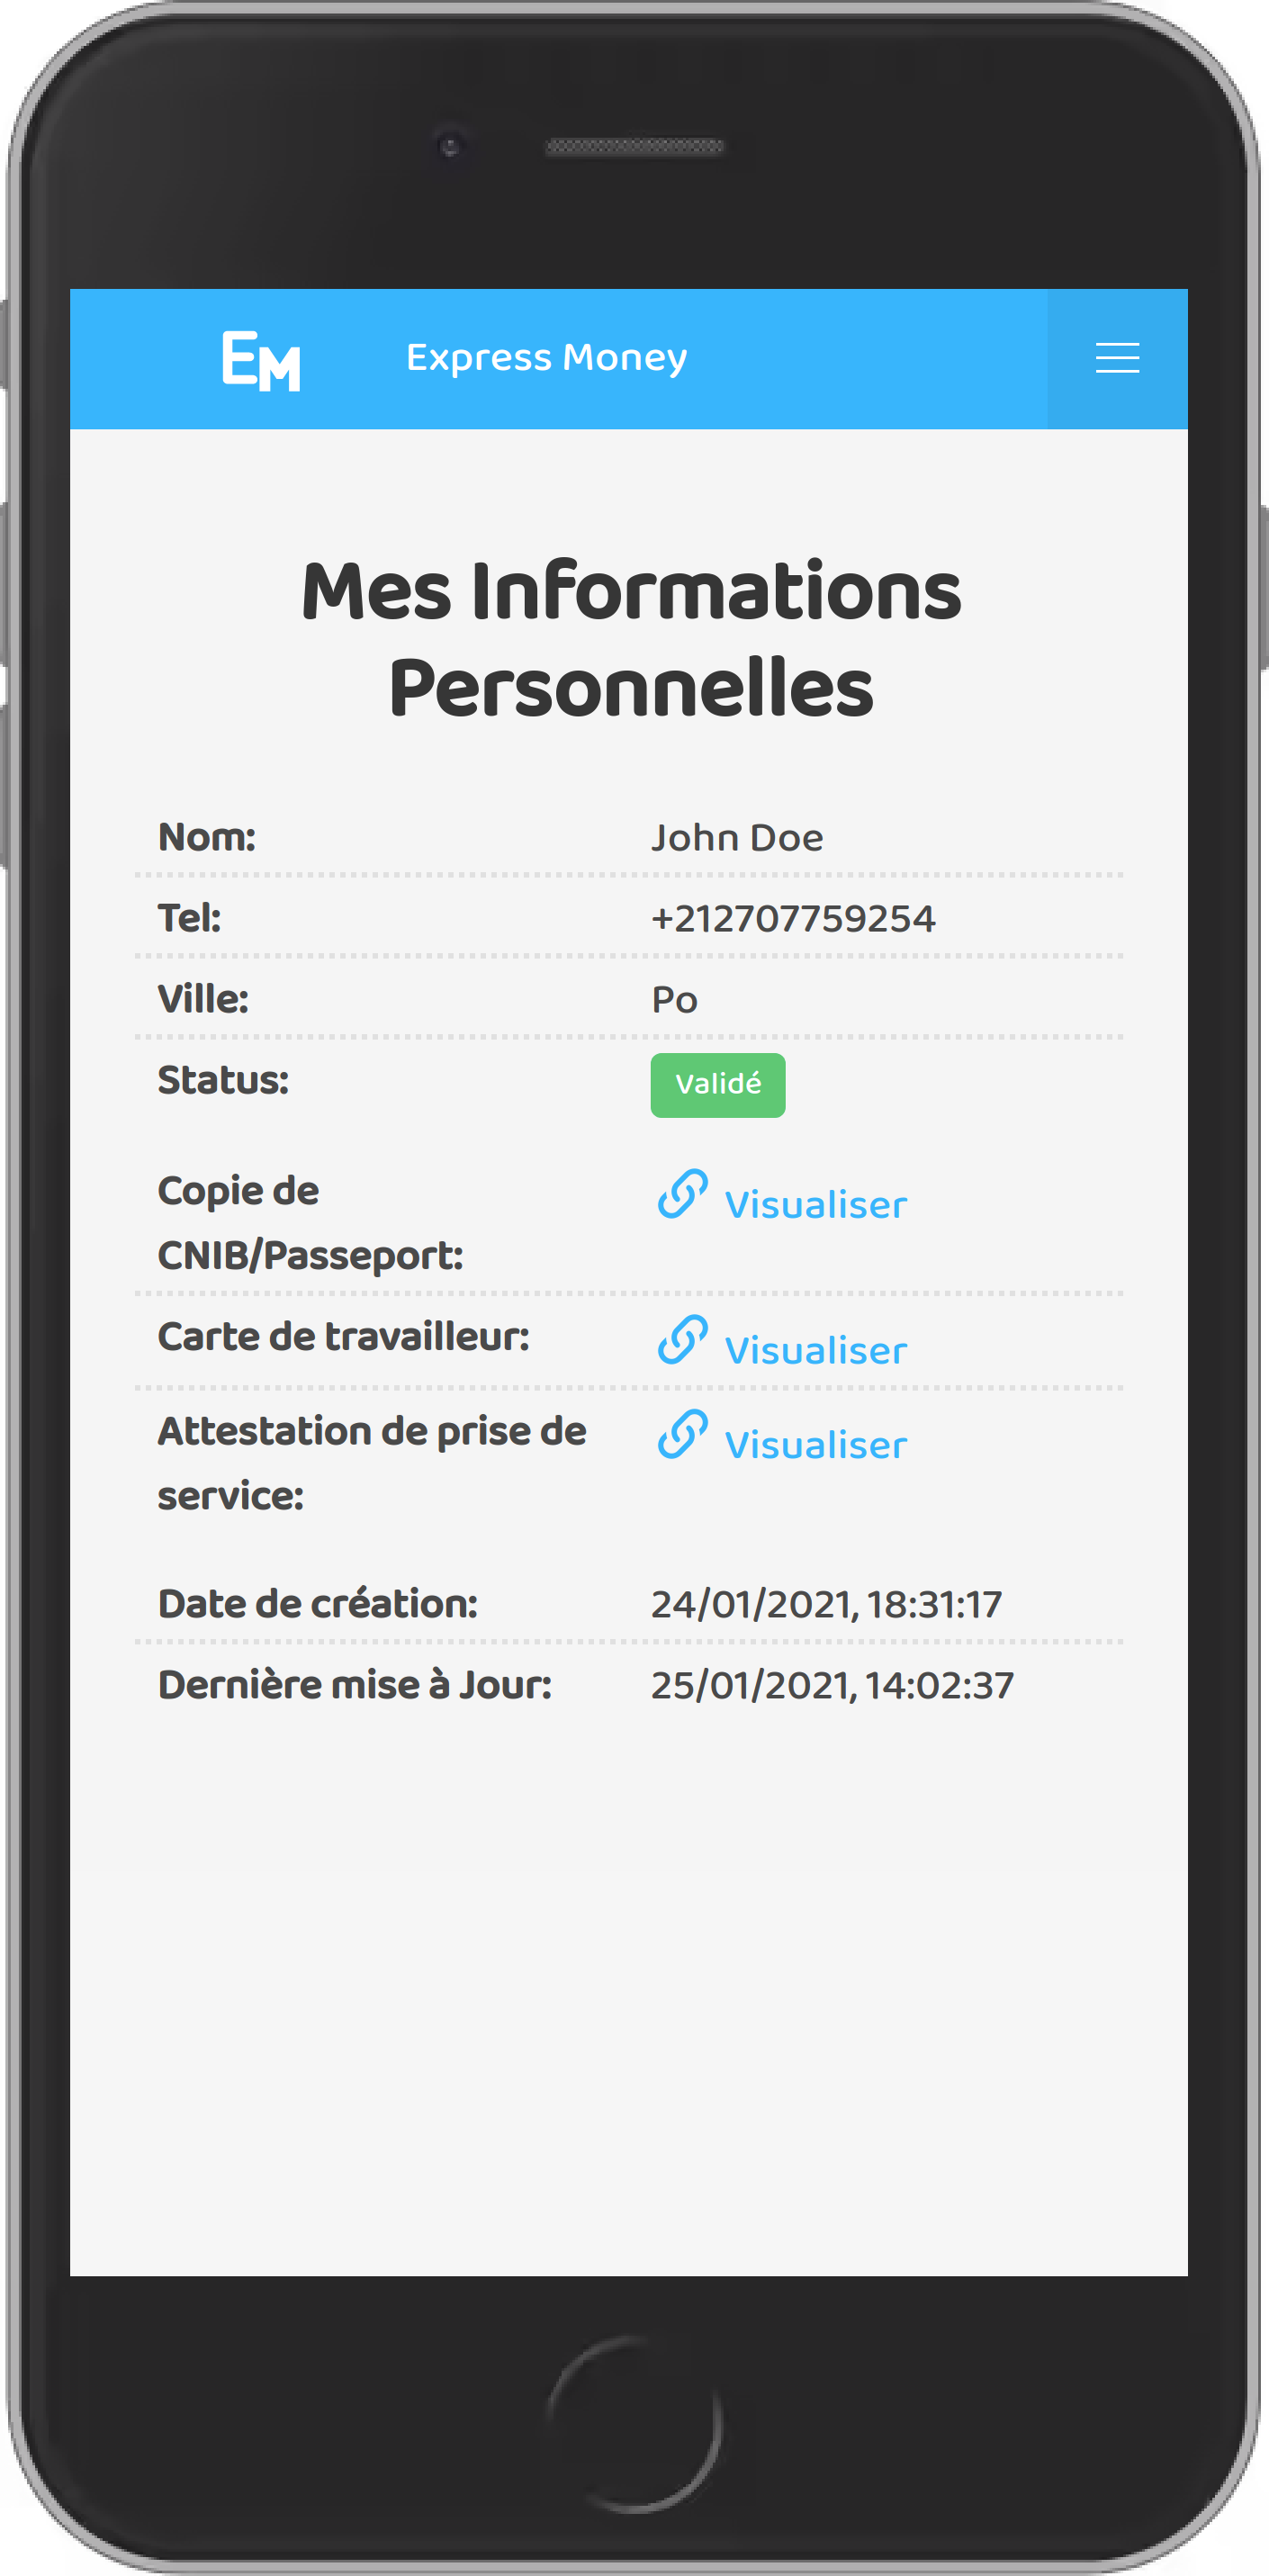 EM Express Money
Mes Informations
Personnelles
Nom: John Doe
Tel: +212707759254
Ville: Po
Status: Validé
Copie de Visualiser
CNIB/Passeport:
Carte de travailleur: Visualiser
Attestation de prise de Visualiser
service:
Date de création: 24/01/2021, 18:31:17
Dernière mise à Jour: 25/01/2021, 14:02:37